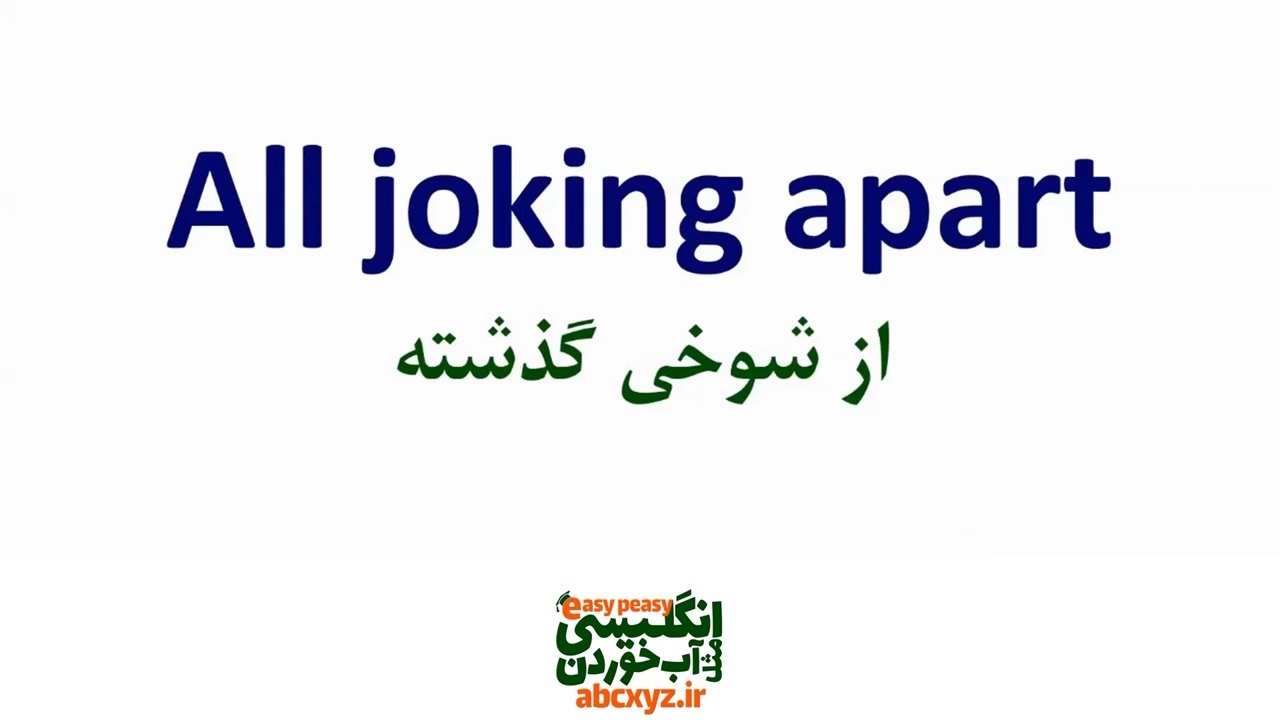 All joking apart
از شوخی گذشته
easy peasy
انگلیسی
مثل آب خوردن
abcxyz.ir